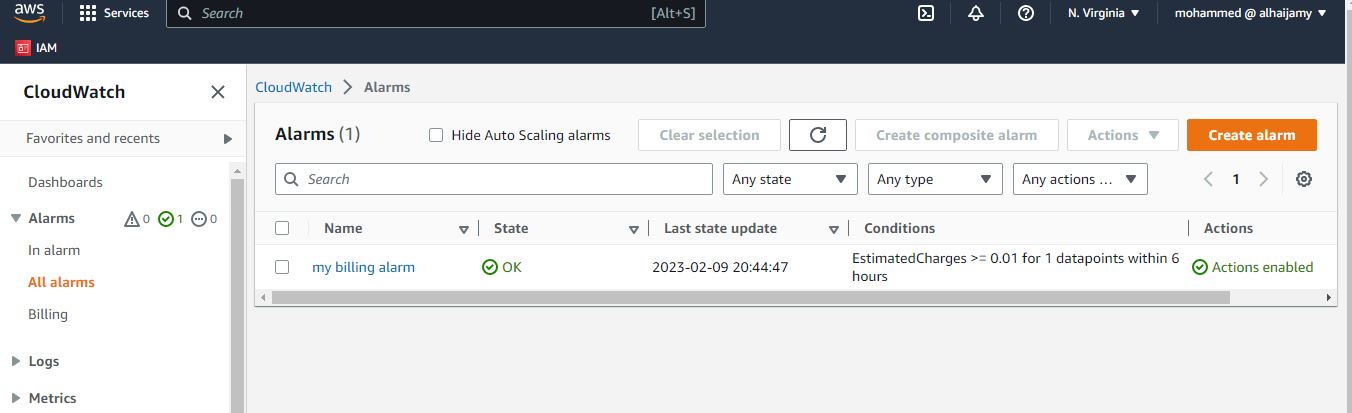 aws
Services
Search
[Alt+S]
N. Virginia
mohammed @ alhaijamy
IAM
CloudWatch
Favorites and recents
Dashboards
Alarms
0
1
0
In alarm
All alarms
Billing
Logs
Metrics
CloudWatch
Alarms
Alarms (1)
Hide Auto Scaling alarms
Clear selection
Create composite alarm
Actions
Create alarm
Search
Any state
Any type
Any actions ...
1
Name
State
Last state update
Conditions
Actions
my billing alarm
OK
2023-02-09 20:44:47
EstimatedCharges >= 0.01 for 1 datapoints within 6
hours
Actions enabled